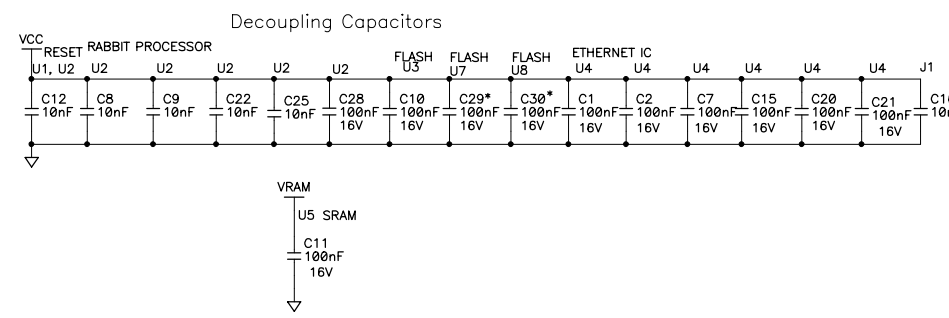 Decoupling Capacitors
VCC
RESET RABBIT PROCESSOR FLASH FLASH FLASH ETHERNET IC
U1, U2 U2 U2 U2 U2 U2 U3 U7 U8 U4 U4 U4 U4 U4 U4 J1
C12 C8 C9 C22 C25 C28 C10 C29* C30* C1 C2 C7 C15 C20 C21
10nF 10nF 10nF 10nF 10nF 100nF 100nF 100nF 100nF 100nF 100nF 100nF 100nF 100nF 100nF
16V 16V 16V 16V 16V 16V 16V 16V 16V 16V
VRAM
U5 SRAM
C11
100nF
16V